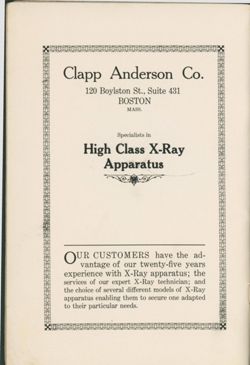 Clapp Anderson Co.
120 Boylston St., Suite 431
BOSTON
MASS.
Specialists in
High Class X-Ray
Apparatus
OUR CUSTOMERS have the ad-
vantage of our twenty-five years
experience with X-Ray apparatus; the
services of our expert X-Ray technician; and
the choice of several different models of X-Ray
apparatus enabling them to secure one adapted
to their particular needs.